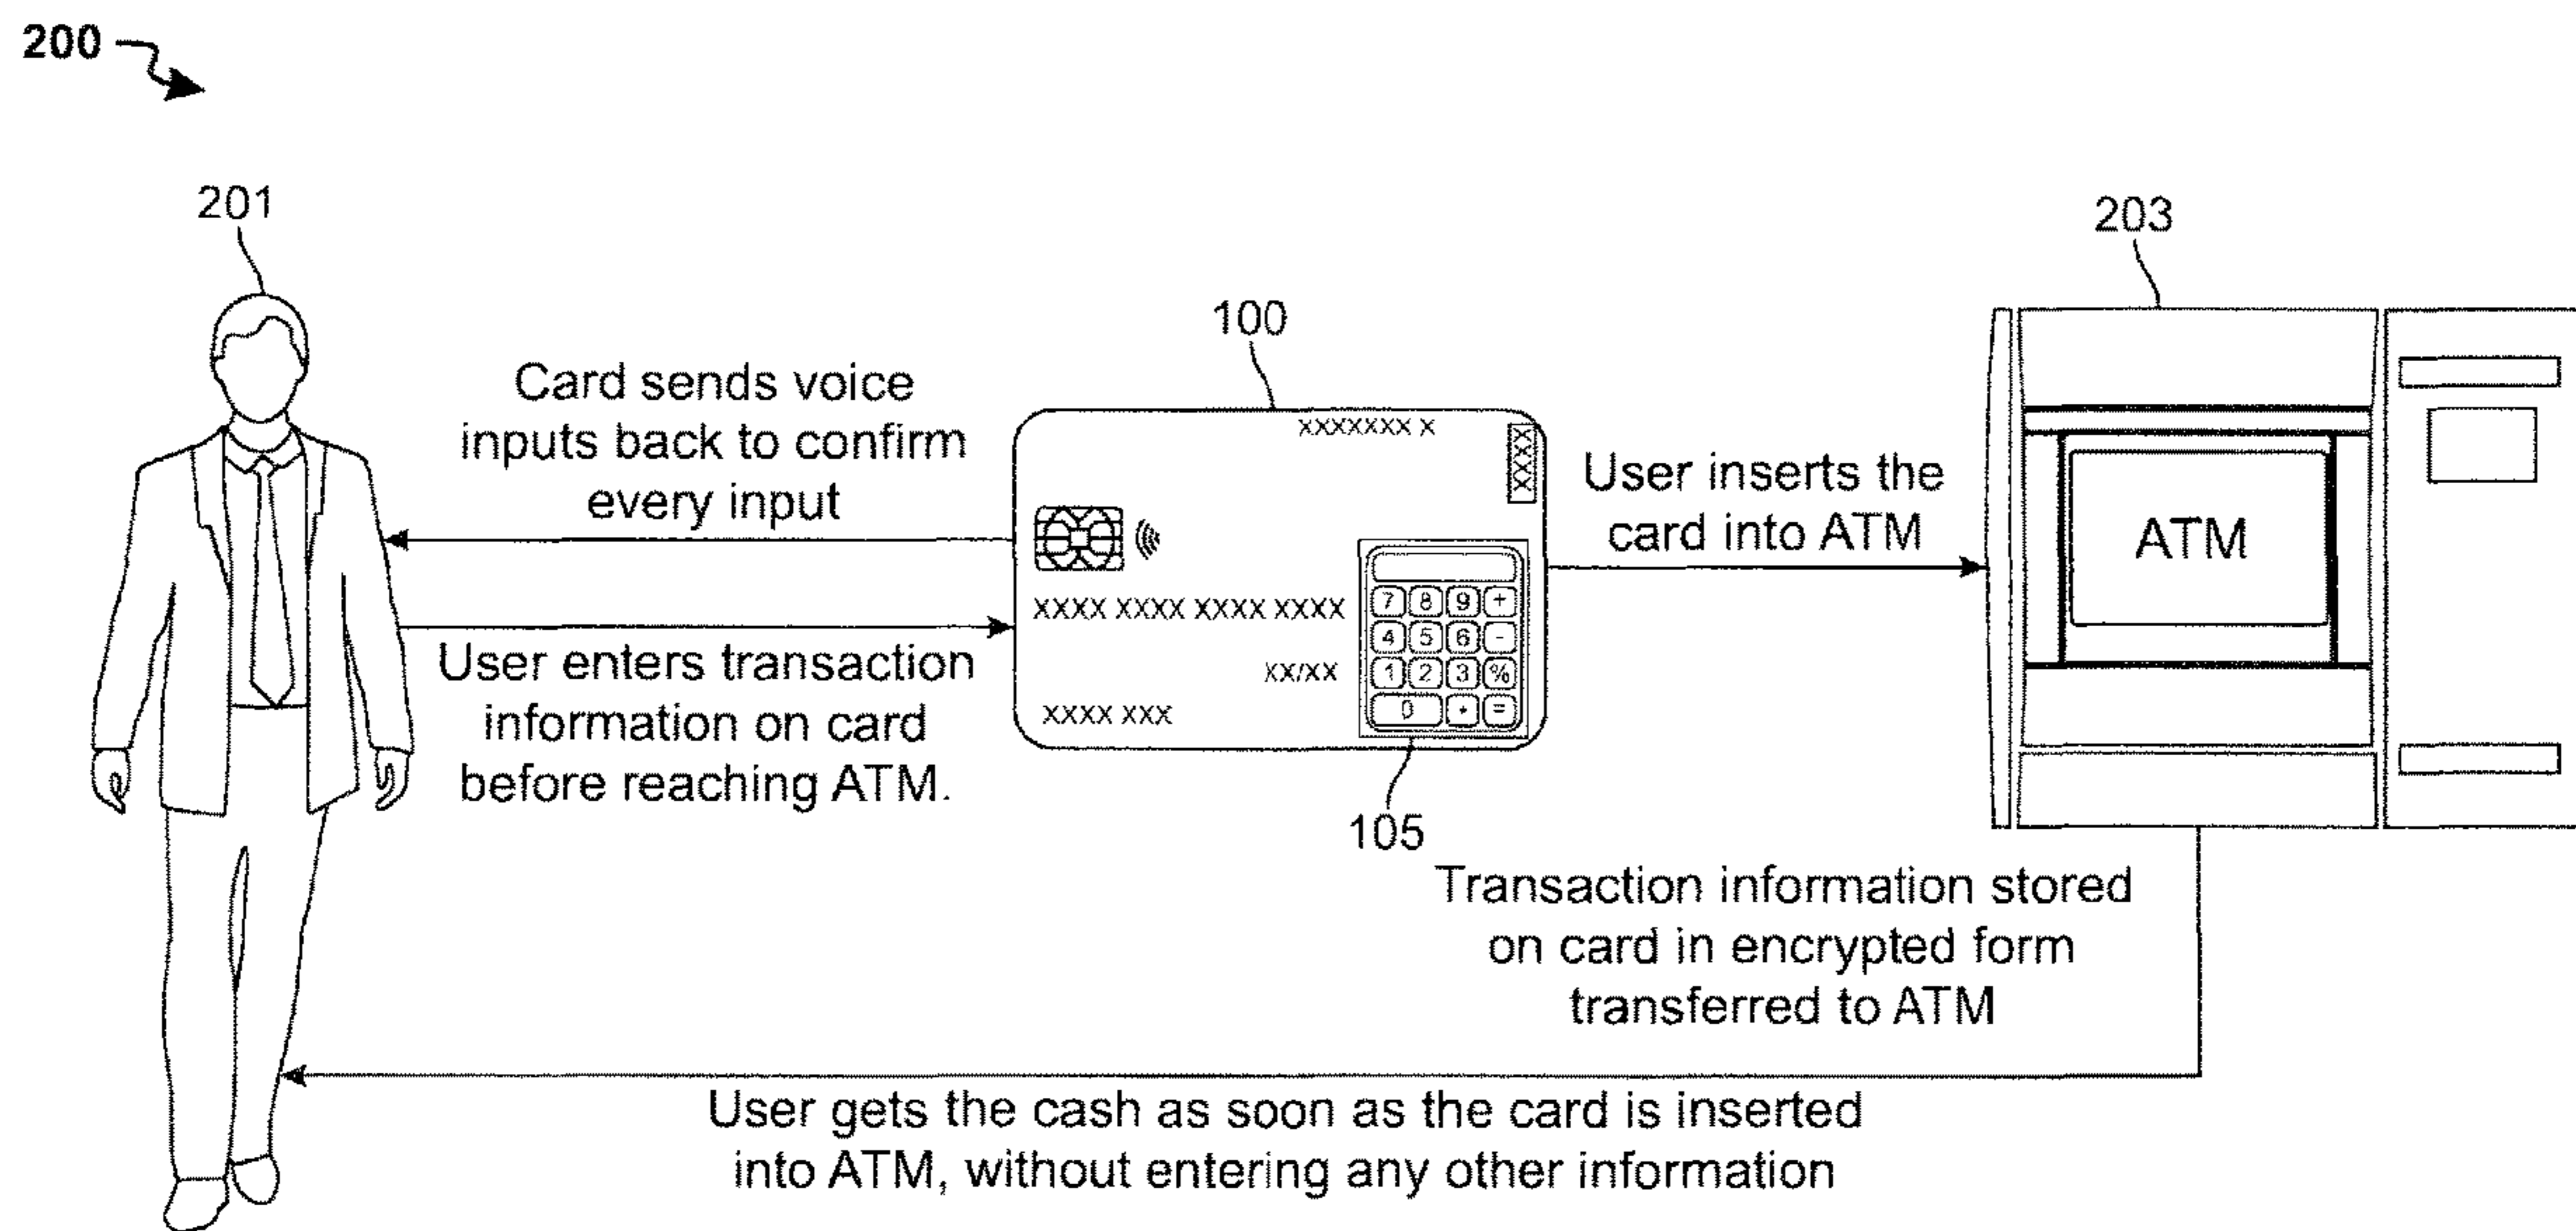 200
201
203
100
Card sends voice
inputs back to confirm
every input
XXXXXXX X
XXXX
User inserts the
card into ATM
ATM
XXXX XXXX XXXX XXXX
7 8 9 +
4 5 6 -
XX/XX
1 2 3 %
0 • =
XXXX XXX
User enters transaction
information on card
before reaching ATM.
105
Transaction information stored
on card in encrypted form
transferred to ATM
User gets the cash as soon as the card is inserted
into ATM, without entering any other information